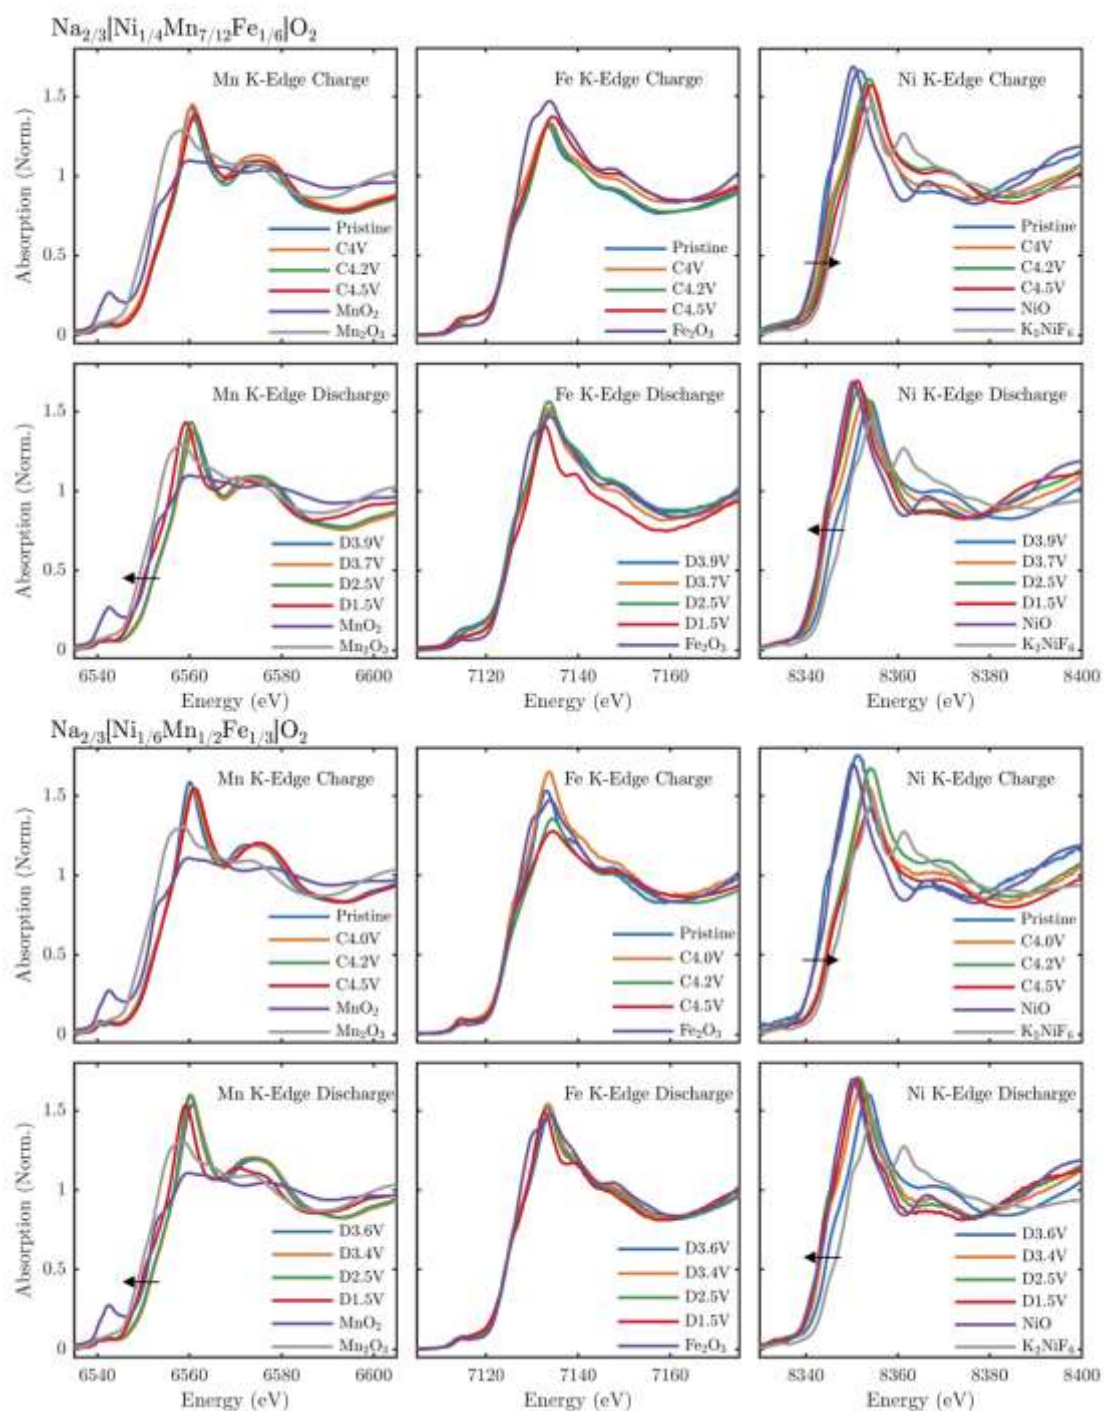 Na2/3[Ni1/4Mn7/12Fe1/6]O2
Absorption (Norm.)
1.5
1
0.5
0
Mn K-Edge Charge
Pristine
C4V
C4.2V
C4.5V
MnO2
Mn2O3
Fe K-Edge Charge
Pristine
C4V
C4.2V
C4.5V
Fe2O3
Ni K-Edge Charge
Pristine
C4V
C4.2V
C4.5V
NiO
K2NiF6
Absorption (Norm.)
1.5
1
0.5
0
Mn K-Edge Discharge
D3.9V
D3.7V
D2.5V
D1.5V
MnO2
Mn2O3
6540 6560 6580 6600
Energy (eV)
Fe K-Edge Discharge
D3.9V
D3.7V
D2.5V
D1.5V
Fe2O3
7120 7140 7160
Energy (eV)
Ni K-Edge Discharge
D3.9V
D3.7V
D2.5V
D1.5V
NiO
K2NiF6
8340 8360 8380 8400
Energy (eV)
Na2/3[Ni1/6Mn1/2Fe1/3]O2
Absorption (Norm.)
1.5
1
0.5
0
Mn K-Edge Charge
Pristine
C4.0V
C4.2V
C4.5V
MnO2
Mn2O3
Fe K-Edge Charge
Pristine
C4.0V
C4.2V
C4.5V
Fe2O3
Ni K-Edge Charge
Pristine
C4.0V
C4.2V
C4.5V
NiO
K2NiF6
Absorption (Norm.)
1.5
1
0.5
0
Mn K-Edge Discharge
D3.6V
D3.4V
D2.5V
D1.5V
MnO2
Mn2O3
6540 6560 6580 6600
Energy (eV)
Fe K-Edge Discharge
D3.6V
D3.4V
D2.5V
D1.5V
Fe2O3
7120 7140 7160
Energy (eV)
Ni K-Edge Discharge
D3.6V
D3.4V
D2.5V
D1.5V
NiO
K2NiF6
8340 8360 8380 8400
Energy (eV)